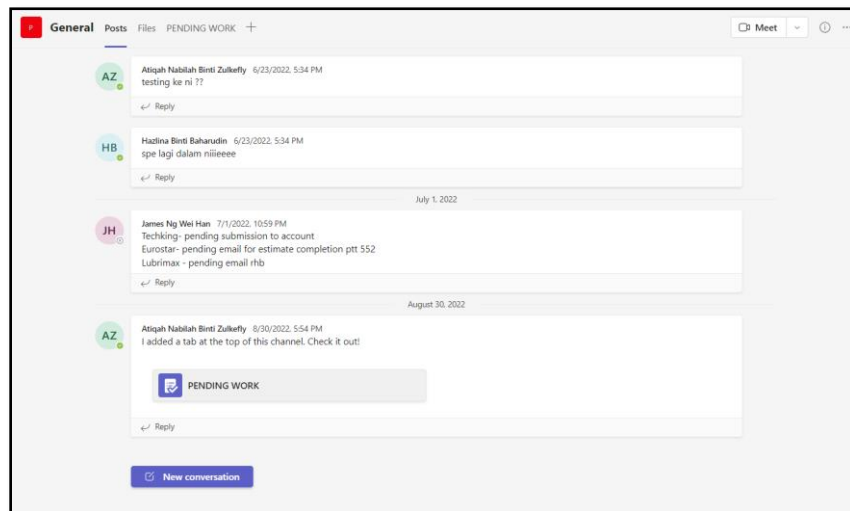 P General Posts Files PENDING WORK Meet
AZ Atiqah Nabilah Binti Zulkefly 6/23/2022, 5:34 PM
testing ke ni ??
Reply
HB Hazlina Binti Baharudin 6/23/2022, 5:34 PM
spe lagi dalam niiieeee
Reply
July 1, 2022
JH James Ng Wei Han 7/1/2022, 10:59 PM
Techking- pending submission to account
Eurostar- pending email for estimate completion ptt 552
Lubrimax - pending email rhb
Reply
August 30, 2022
AZ Atiqah Nabilah Binti Zulkefly 8/30/2022, 5:54 PM
I added a tab at the top of this channel. Check it out!
PENDING WORK
Reply
New conversation